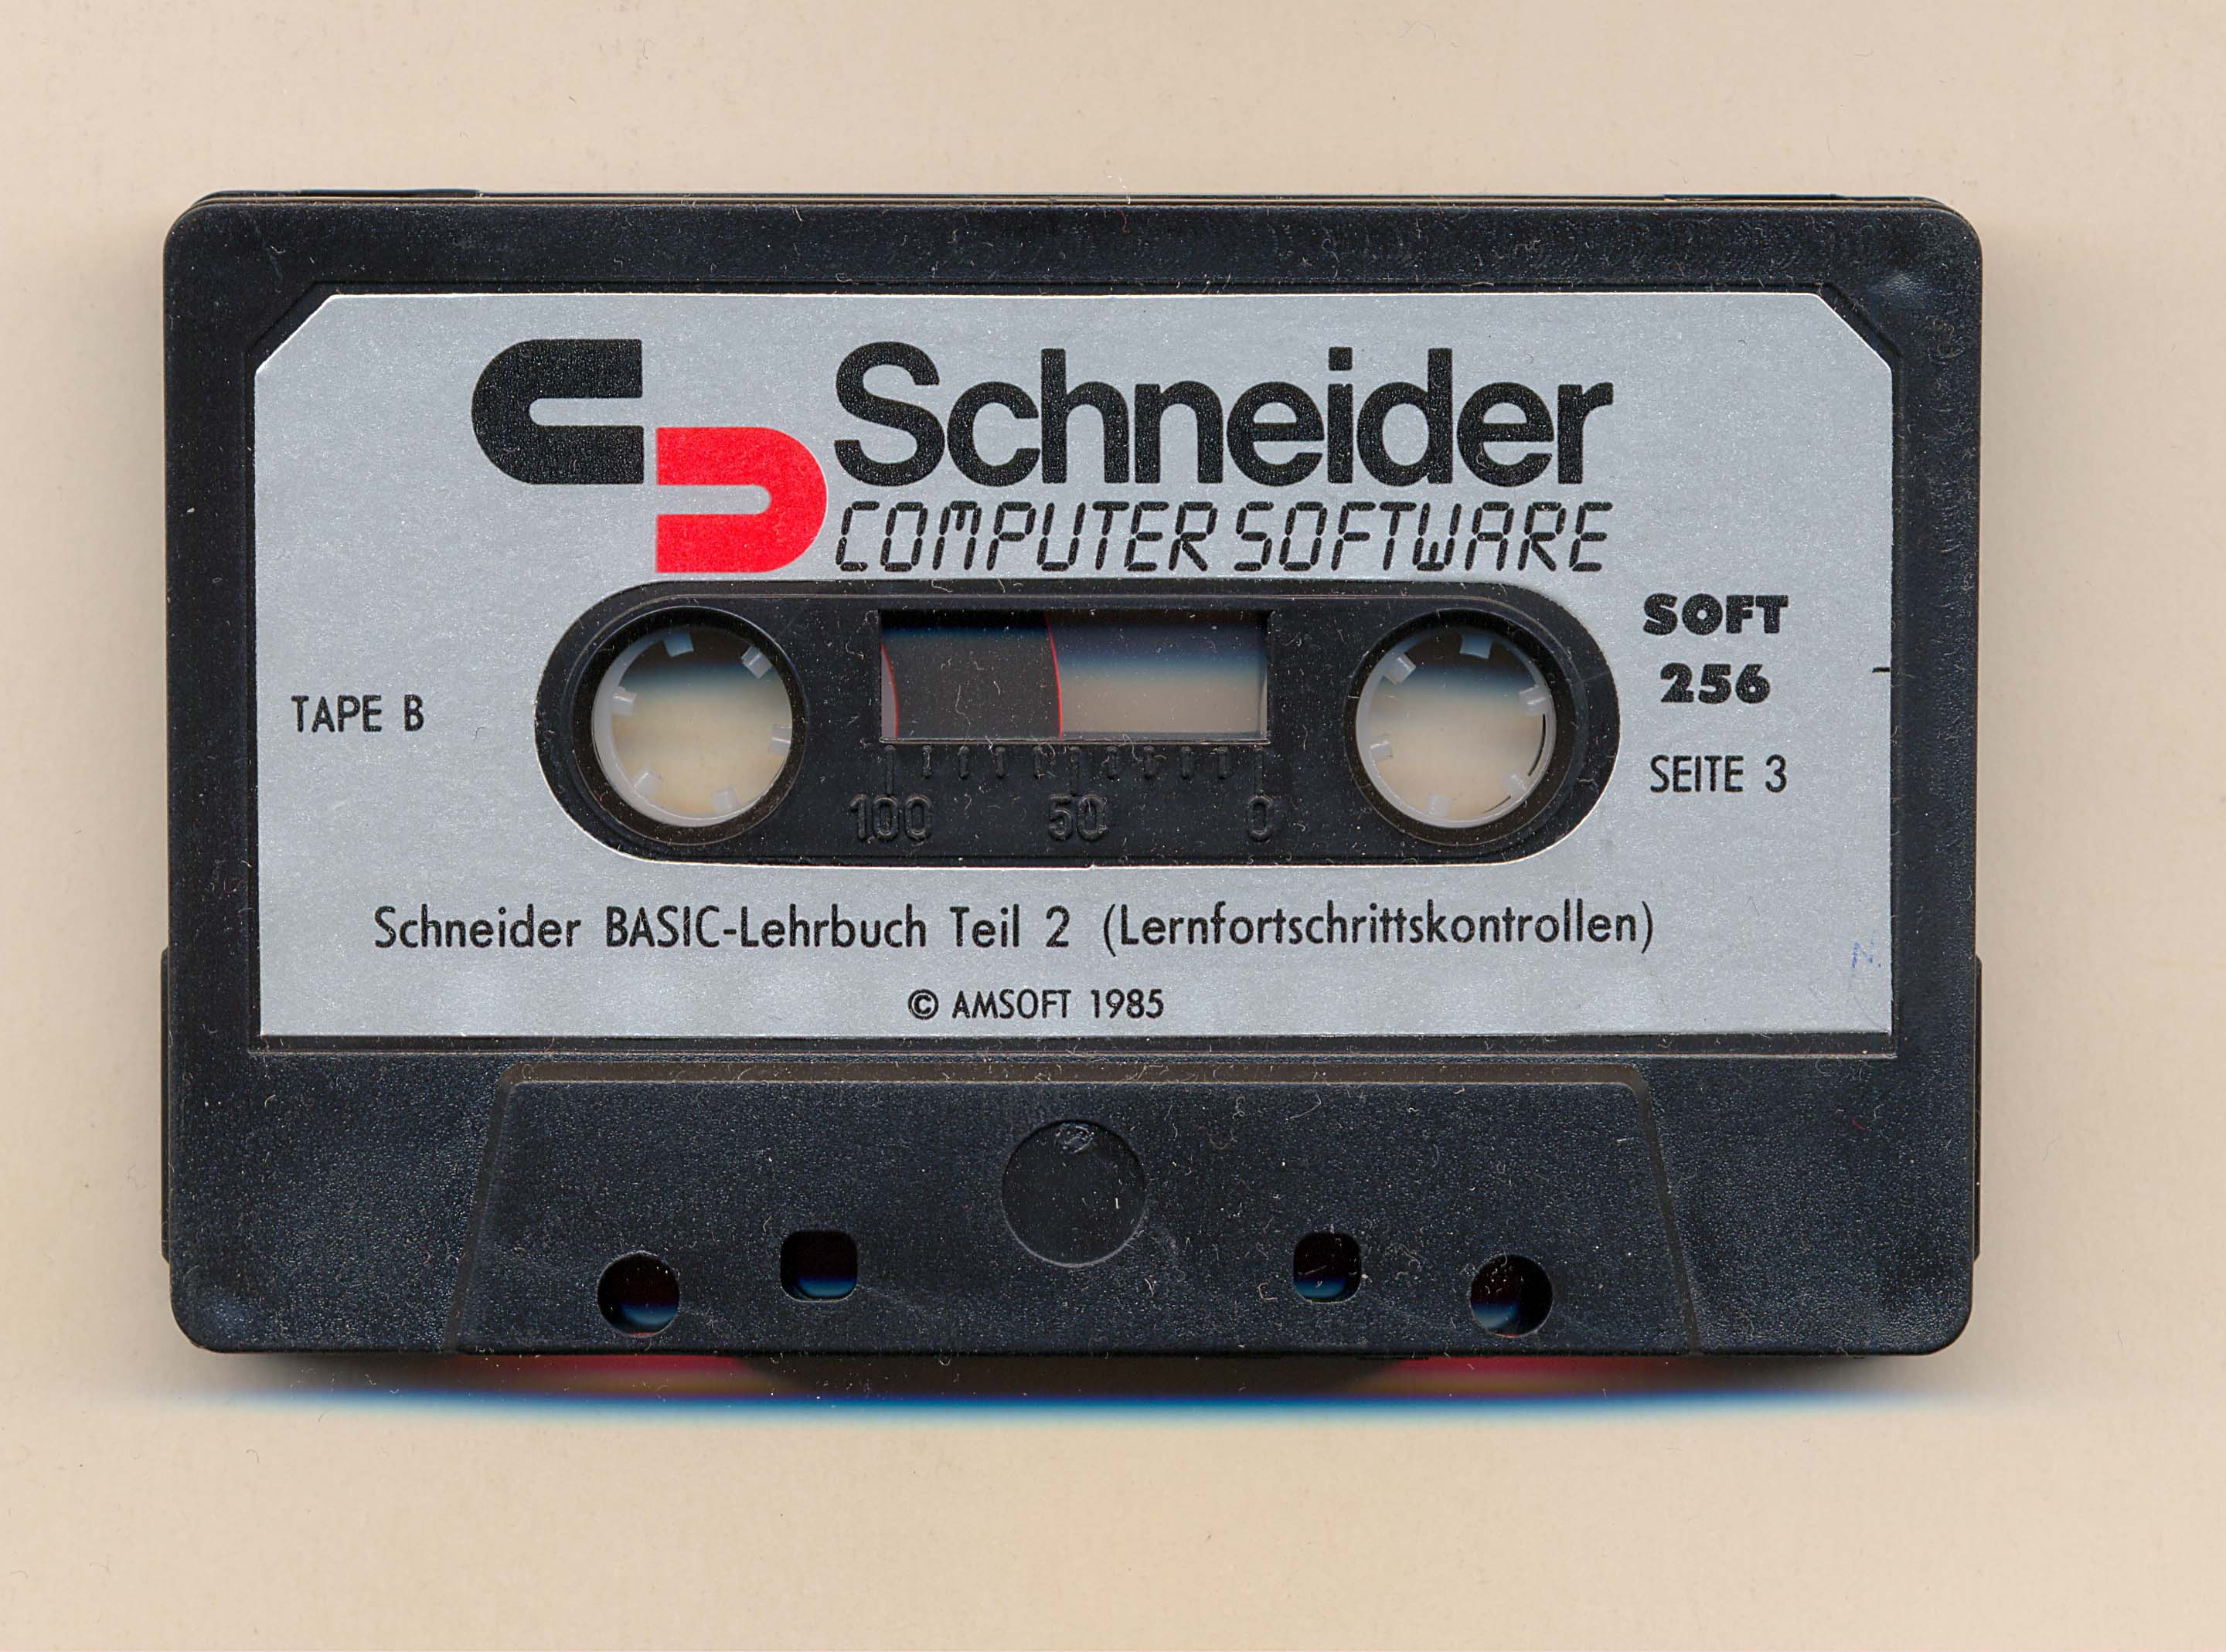 Schneider
COMPUTER SOFTWARE
SOFT
256
TAPE B
SEITE 3
100 50 0
Schneider BASIC-Lehrbuch Teil 2 (Lernfortschrittskontrollen)
© AMSOFT 1985